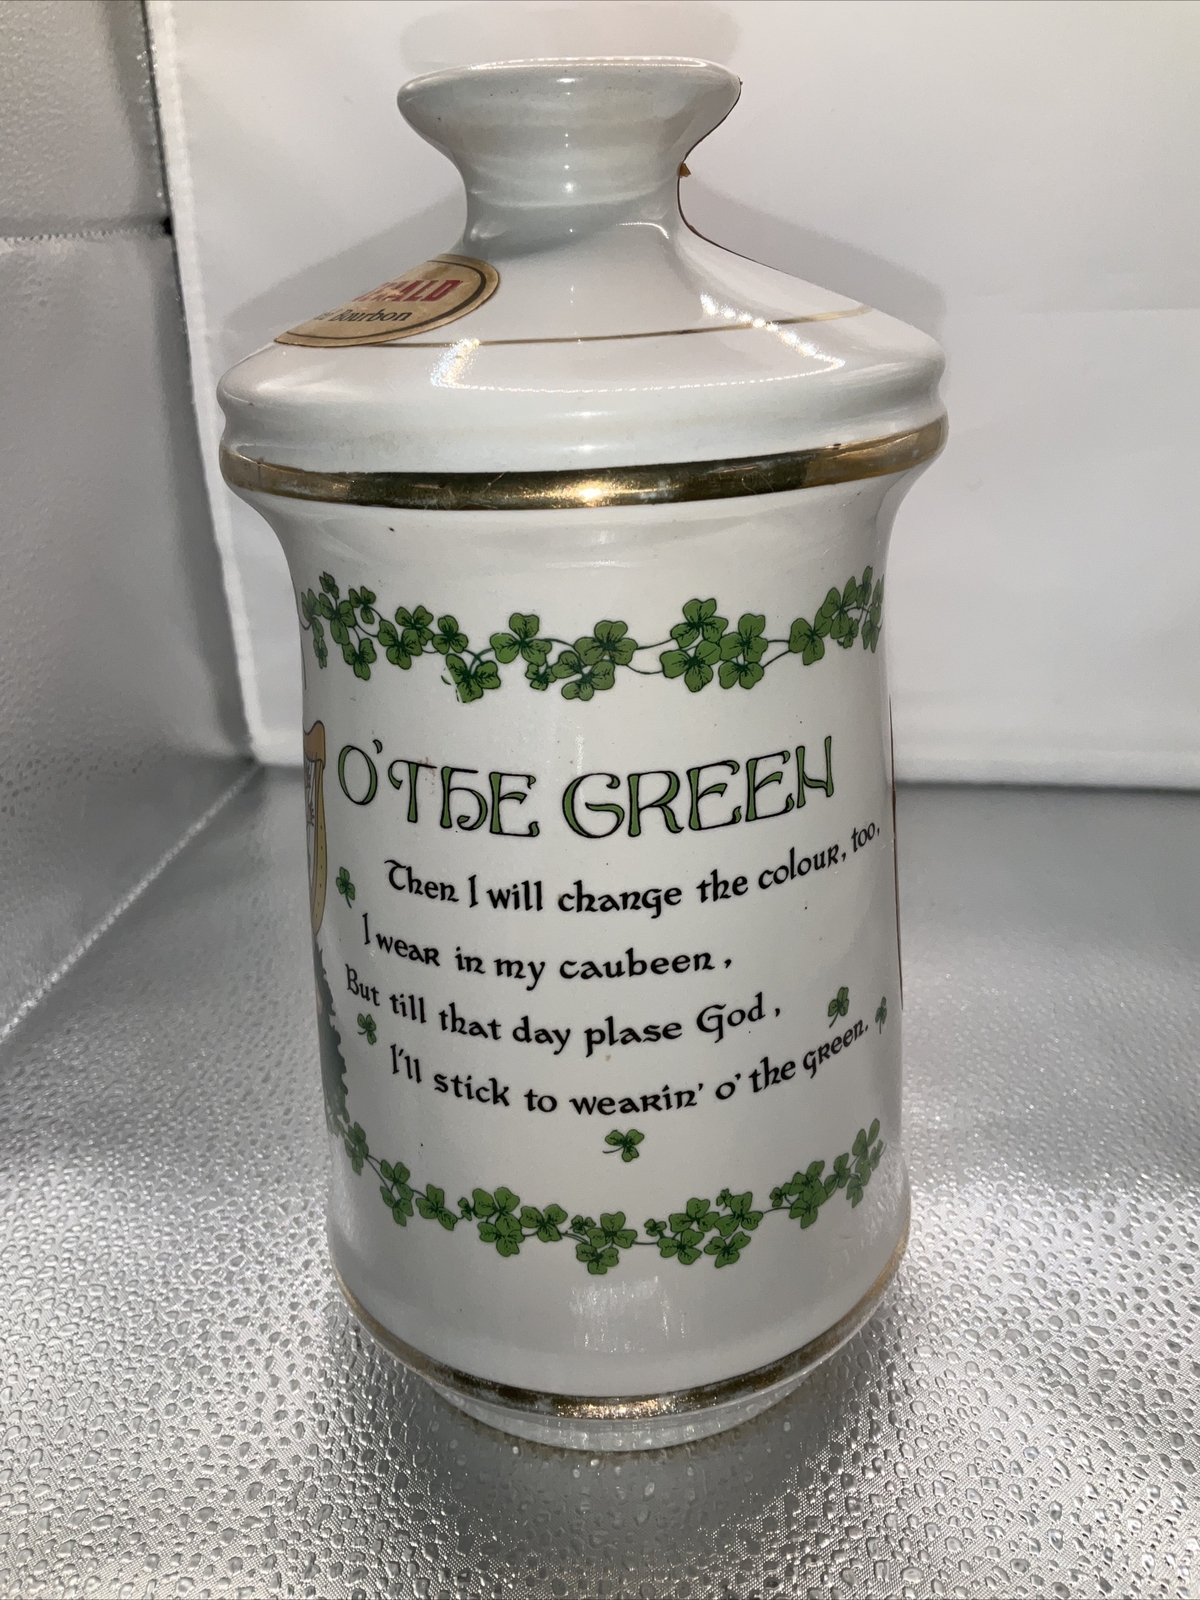 Bourbon
O' THE GREEN
Then I will change the colour, too,
I wear in my caubeen,
But till that day plase God,
I'll stick to wearin' o' the green.